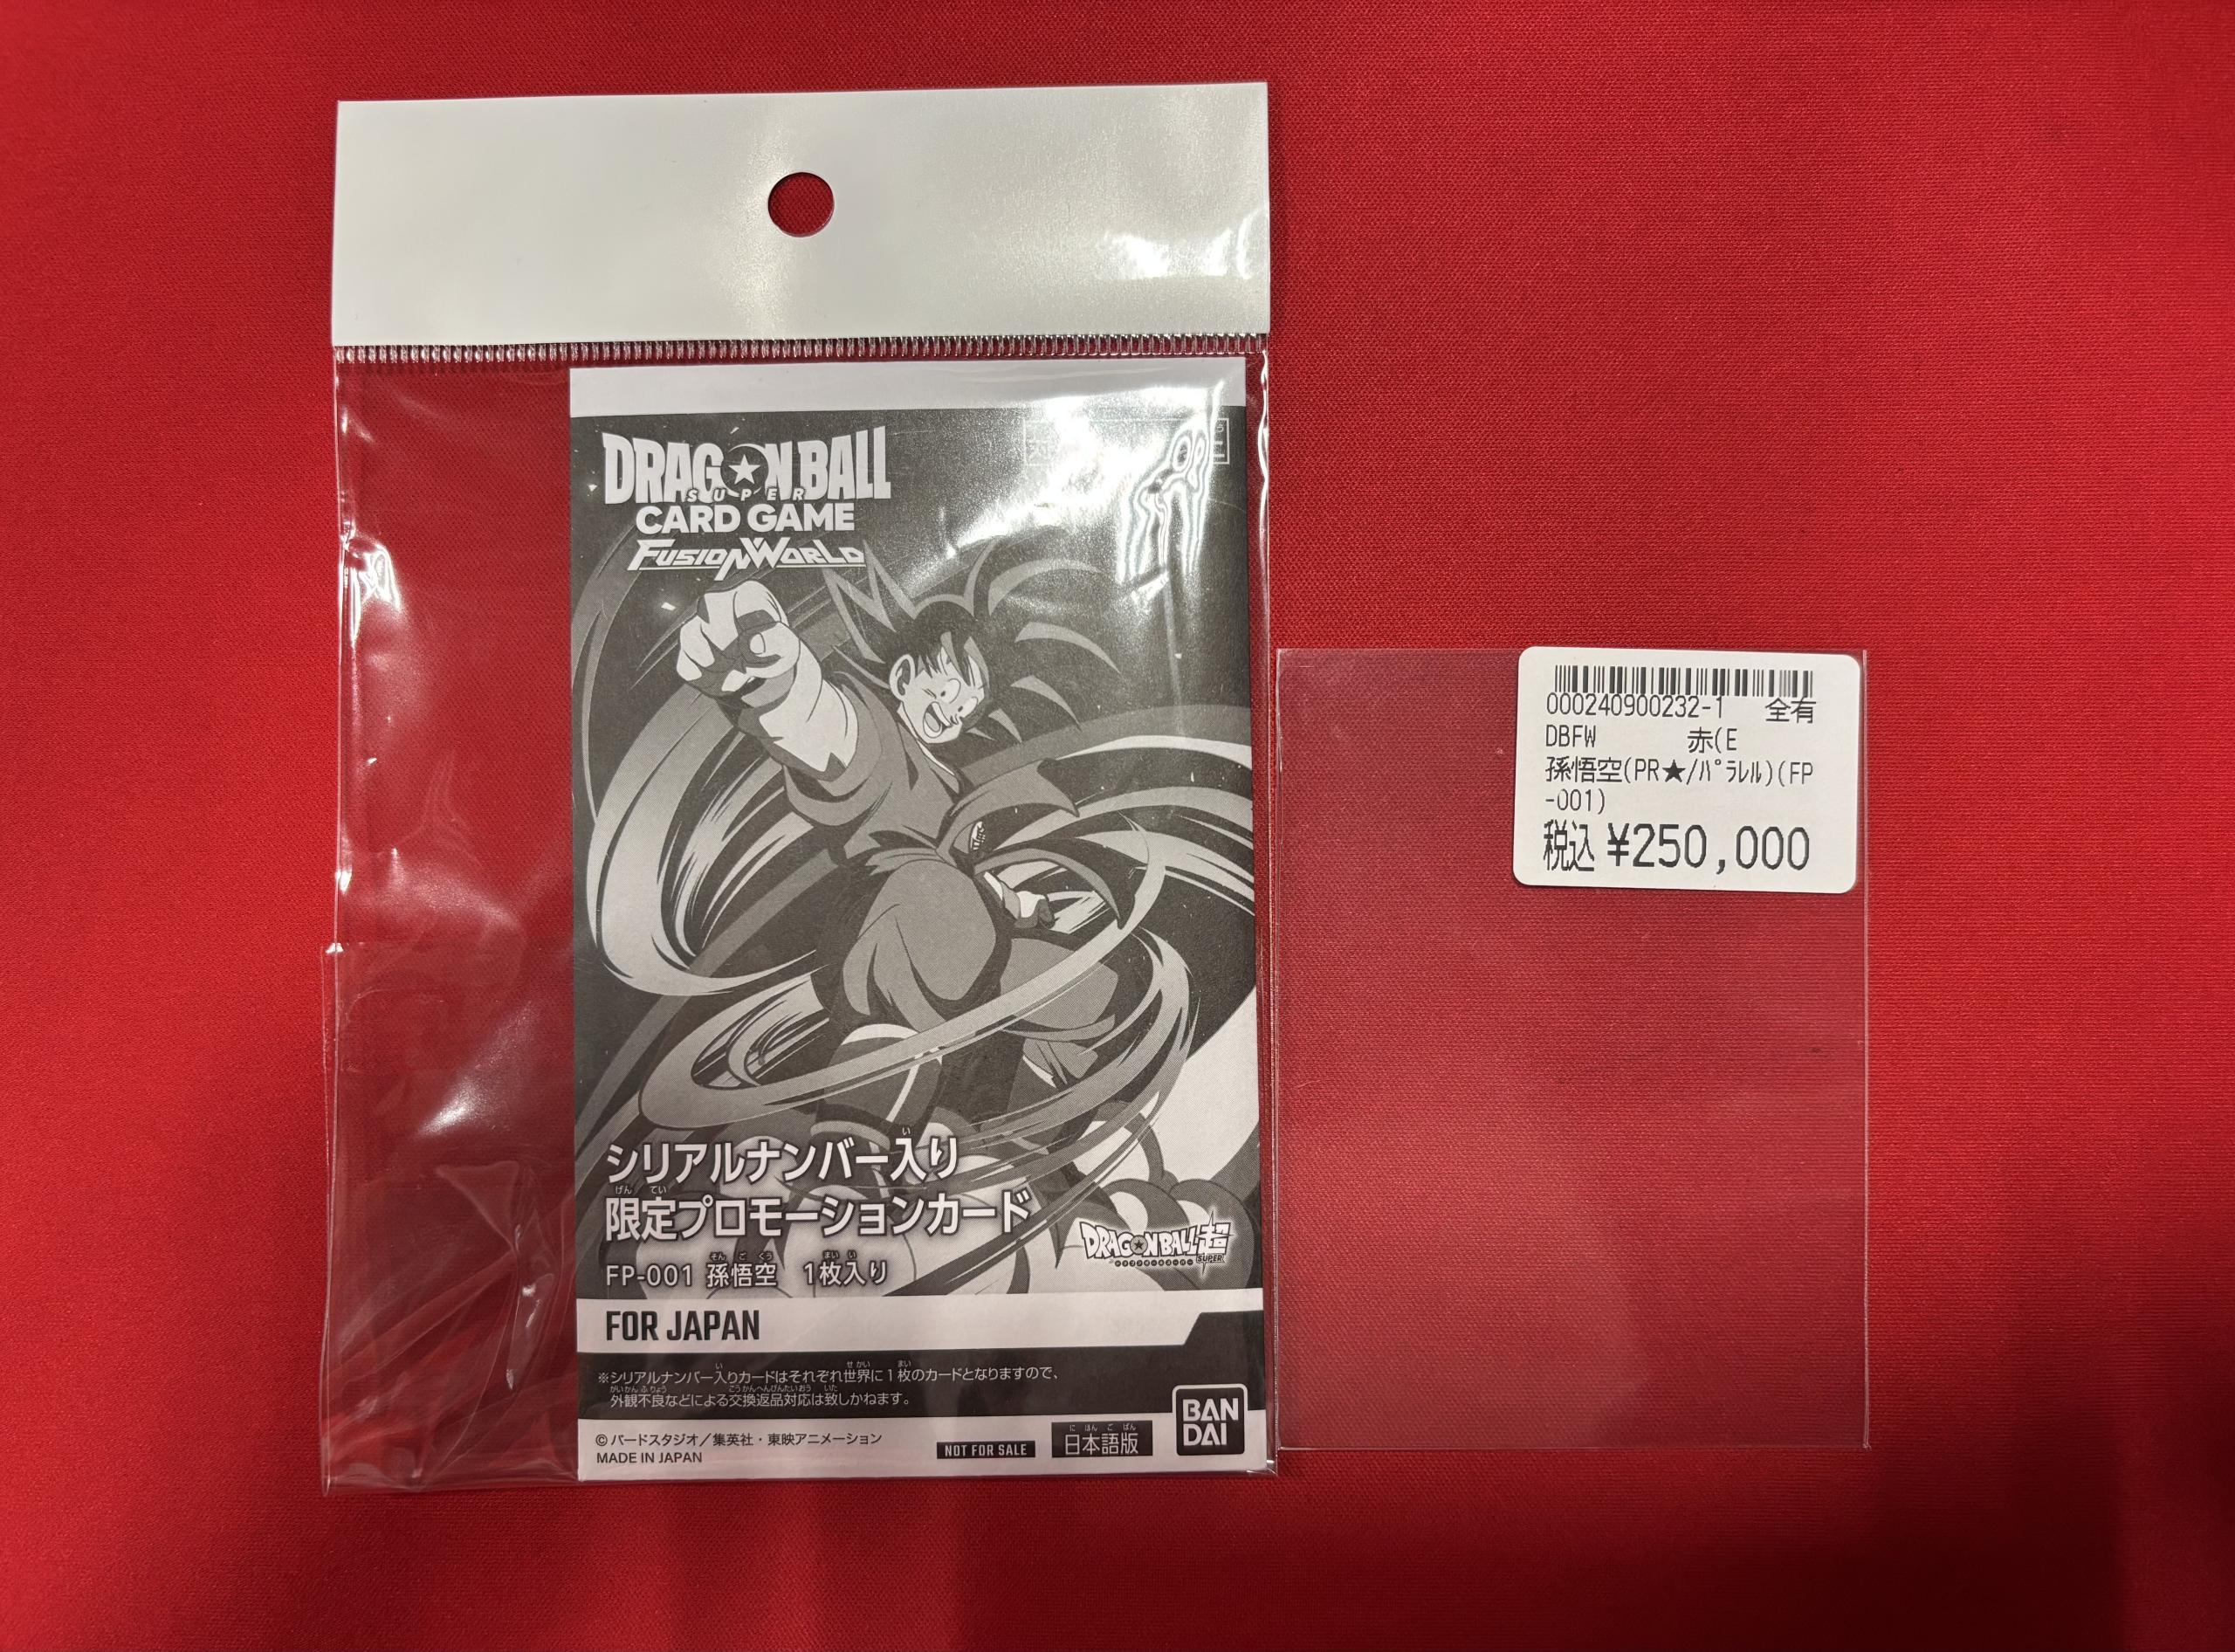 DRAGON BALL
SUPER
CARD GAME
FUSION WORLD
シリアルナンバー入り
限定プロモーションカード
FP-001 孫悟空 1枚入り
DRAGON BALL超
SUPER
FOR JAPAN
※シリアルナンバー入りカードはそれぞれ世界に1枚のカードとなりますので、
外観不良などによる交換返品対応は致しかねます。
©バードスタジオ／集英社・東映アニメーション
MADE IN JAPAN
NOT FOR SALE
日本語版
BAN
DAI
000240900232-1 全有
DBFW 赤(E
孫悟空(PR★/ﾊﾟﾗﾚﾙ)(FP
-001)
税込 ¥250,000